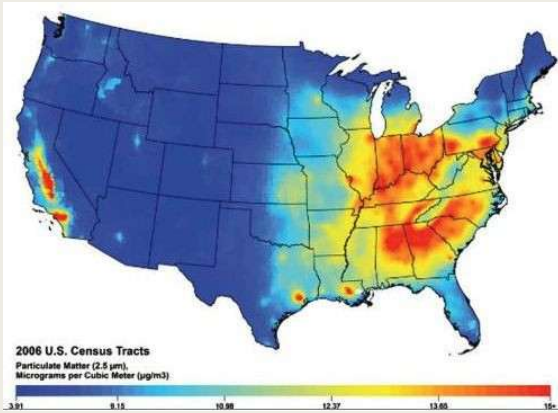 2006 U.S. Census Tracts
Particulate Matter (2.5 µm),
Micrograms per Cubic Meter (µg/m3)
3.91 9.15 10.98 12.37 13.65 15+